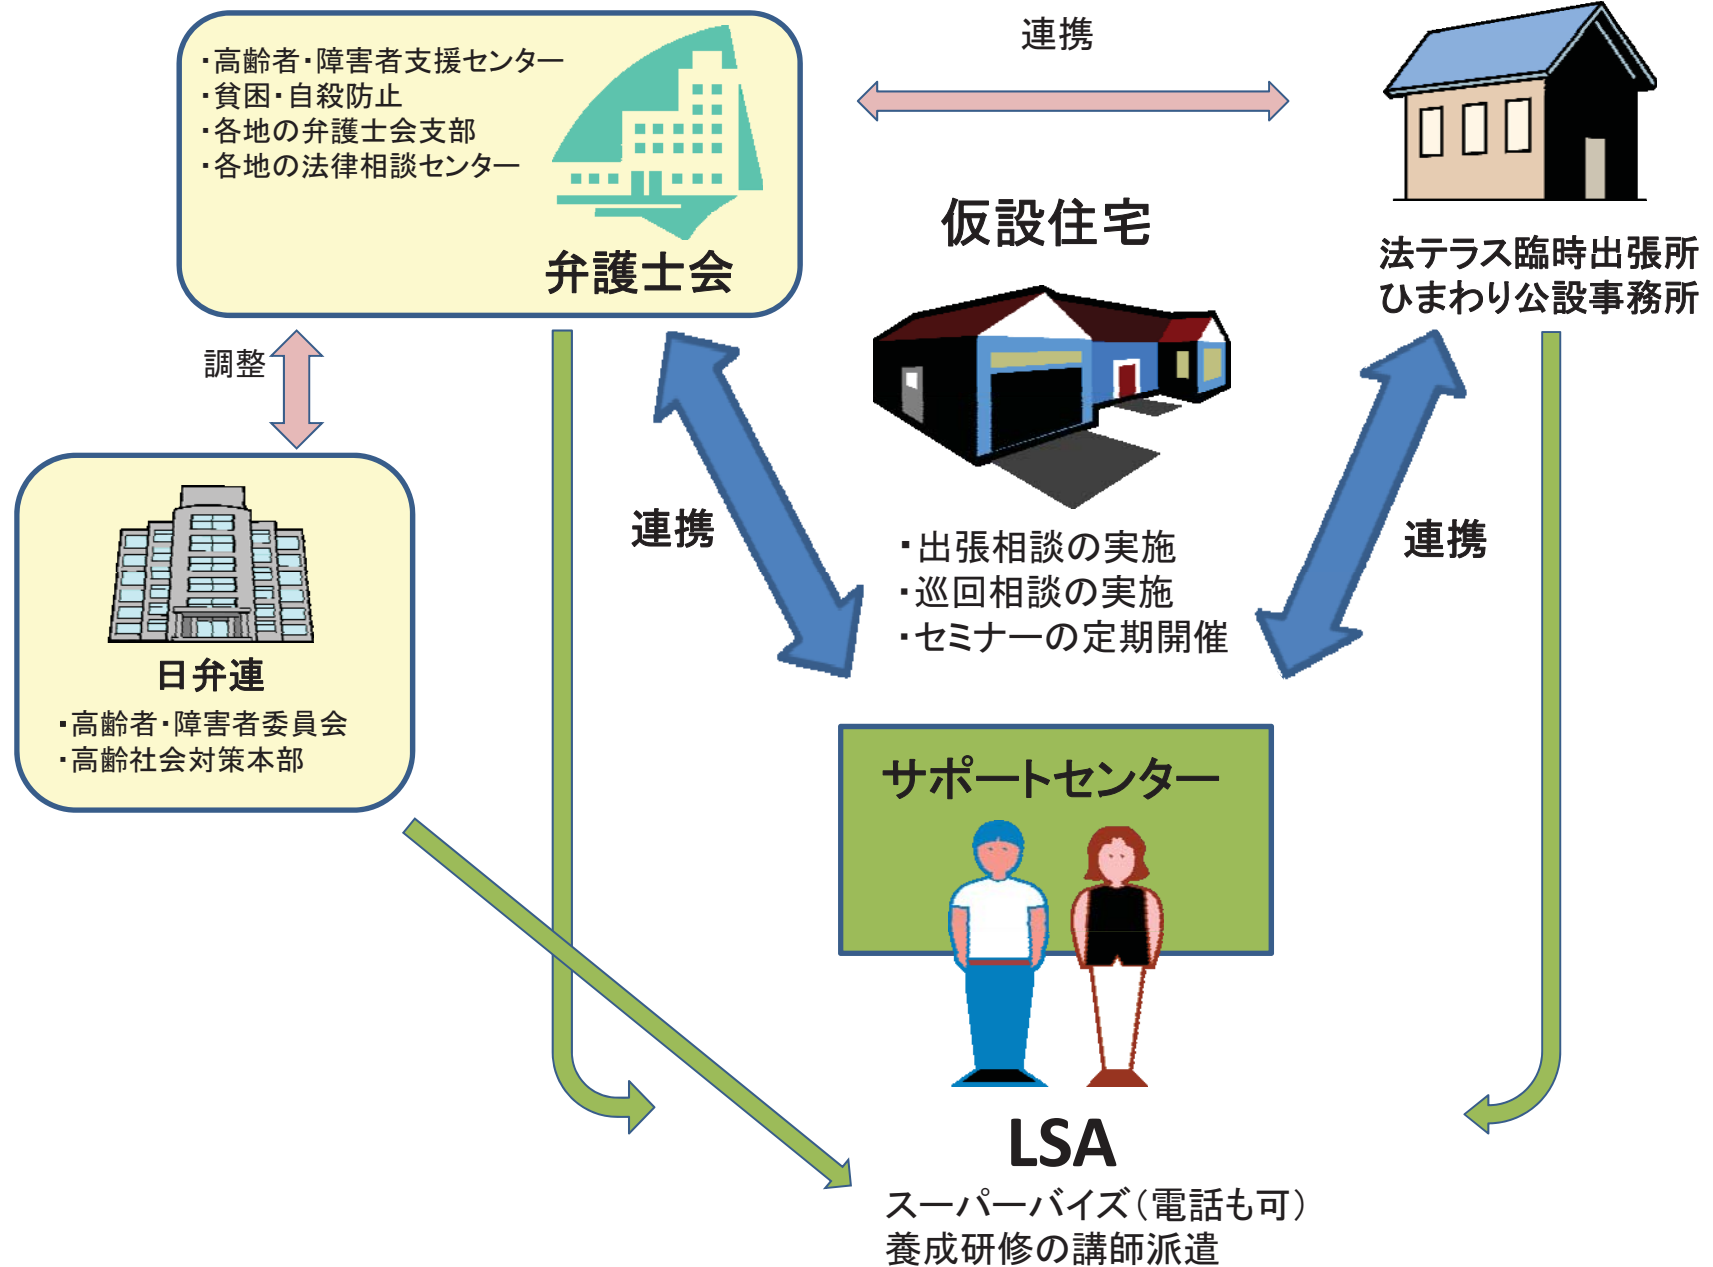 ・高齢者・障害者支援センター
・貧困・自殺防止
・各地の弁護士会支部
・各地の法律相談センター
弁護士会
連携
法テラス臨時出張所
ひまわり公設事務所
仮設住宅
調整
連携
・出張相談の実施
・巡回相談の実施
・セミナーの定期開催
連携
日弁連
・高齢者・障害者委員会
・高齢社会対策本部
サポートセンター
LSA
スーパーバイズ（電話も可）
養成研修の講師派遣